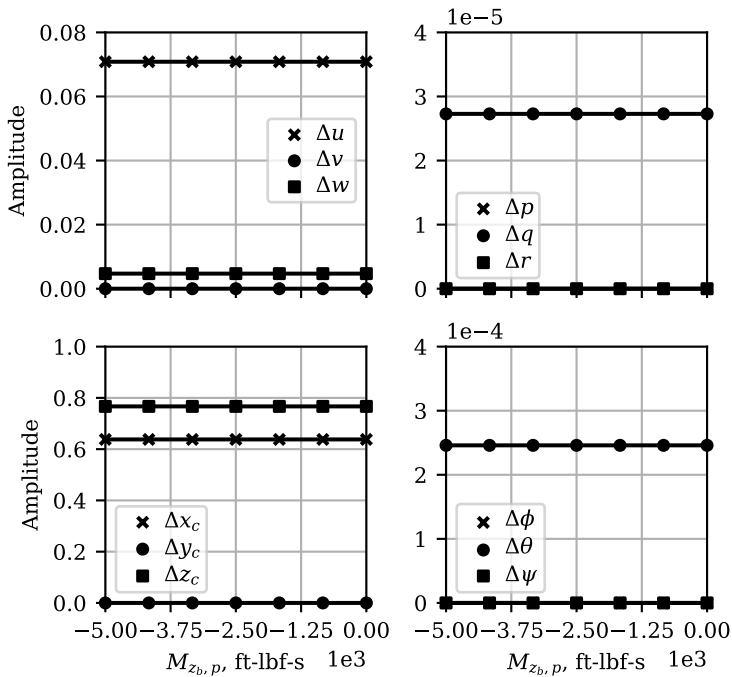 0.08
0.06
0.04
0.02
0.00
Amplitude
Δu
Δv
Δw
1e−5
4
3
2
1
0
Δp
Δq
Δr
1.0
0.8
0.6
0.4
0.2
0.0
Amplitude
Δx_c
Δy_c
Δz_c
−5.00 −3.75 −2.50 −1.25 0.00
M_{z_b, p}, ft-lbf-s 1e3
1e−4
4
3
2
1
0
Δϕ
Δθ
Δψ
−5.00 −3.75 −2.50 −1.25 0.00
M_{z_b, p}, ft-lbf-s 1e3